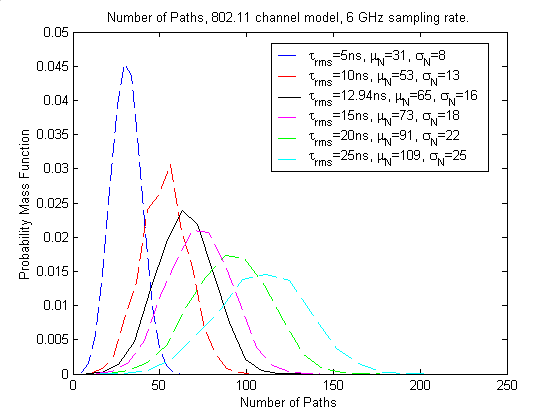 Number of Paths, 802.11 channel model, 6 GHz sampling rate.
0.05
0.045
0.04
0.035
0.03
0.025
0.02
0.015
0.01
0.005
0
Probability Mass Function
τrms=5ns, μN=31, σN=8
τrms=10ns, μN=53, σN=13
τrms=12.94ns, μN=65, σN=16
τrms=15ns, μN=73, σN=18
τrms=20ns, μN=91, σN=22
τrms=25ns, μN=109, σN=25
0 50 100 150 200 250
Number of Paths